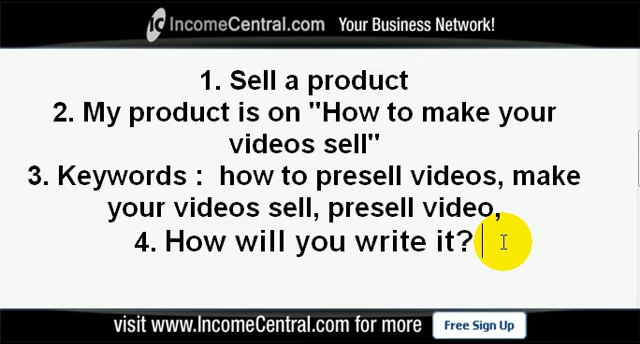 IC IncomeCentral.com Your Business Network!
1. Sell a product
2. My product is on "How to make your
videos sell"
3. Keywords : how to presell videos, make
your videos sell, presell video,
4. How will you write it?
visit www.IncomeCentral.com for more Free Sign Up